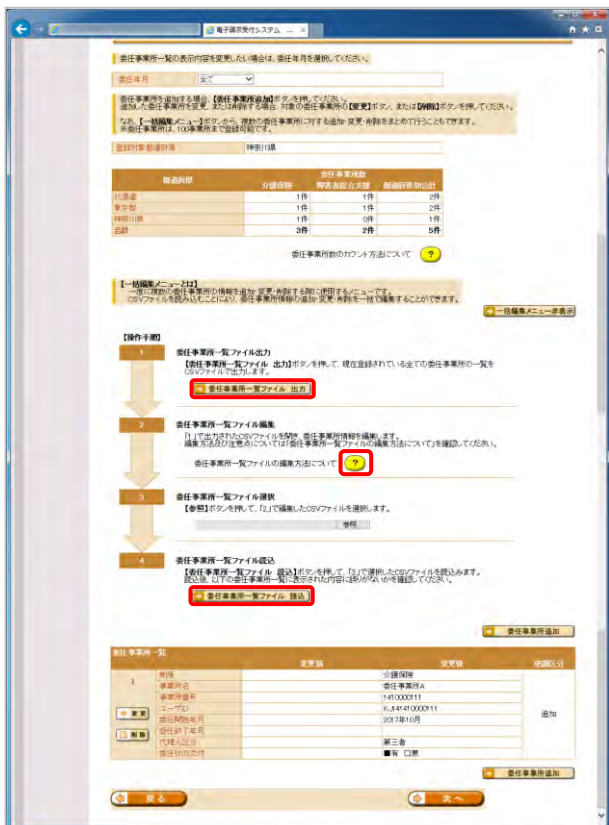 電子請求受付システム ... ×
委任事業所一覧の表示内容を変更したい場合は、委任年月を選択してください。
委任年月 全て
委任事業所を追加する場合、【委任事業所追加】ボタンを押してください。
追加した委任事業所を変更、または削除する場合、対象の委任事業所の【変更】ボタン、または【削除】ボタンを押してください。
なお、【一括編集メニュー】ボタンから、複数の委任事業所に対する追加・変更・削除をまとめて行うこともできます。
※委任事業所は、100事業所まで登録可能です。
登録対象都道府県 神奈川県
都道府県 委任事業所数
介護保険 障害者総合支援 都道府県別合計
北海道 1件 1件 2件
東京都 1件 1件 2件
神奈川県 1件 0件 1件
合計 3件 2件 5件
委任事業所数のカウント方法について ?
【一括編集メニューとは】
一度に複数の委任事業所の情報を追加・変更・削除する際に使用するメニューです。
CSVファイルを読み込むことにより、委任事業所情報の追加・変更・削除を一括で編集することができます。
一括編集メニュー非表示
【操作手順】
1 委任事業所一覧ファイル出力
【委任事業所一覧ファイル 出力】ボタンを押して、現在登録されている全ての委任事業所の一覧を
CSVファイルで出力します。
委任事業所一覧ファイル 出力
2 委任事業所一覧ファイル編集
「1」で出力されたCSVファイルを開き、委任事業所情報を編集します。
編集方法及び注意点については「委任事業所一覧ファイルの編集方法について」を確認してください。
委任事業所一覧ファイルの編集方法について ?
3 委任事業所一覧ファイル選択
【参照】ボタンを押して、「2」で編集したCSVファイルを選択します。
参照...
4 委任事業所一覧ファイル読込
【委任事業所一覧ファイル 読込】ボタンを押して、「3」で選択したCSVファイルを読込みます。
読込後、以下の委任事業所一覧に表示された内容に誤りがないかを確認してください。
委任事業所一覧ファイル 読込
委任事業所追加
委任事業所一覧
変更前 変更後 申請区分
1
制度 介護保険
事業所名 委任事業所A
事業所番号 1410000111
ユーザID KJ141410000111
変更 委任開始年月 2017年10月 追加
削除 委任終了年月
代理人区分 第三者
委任状の添付 ■有 □無
委任事業所追加
戻る 次へ